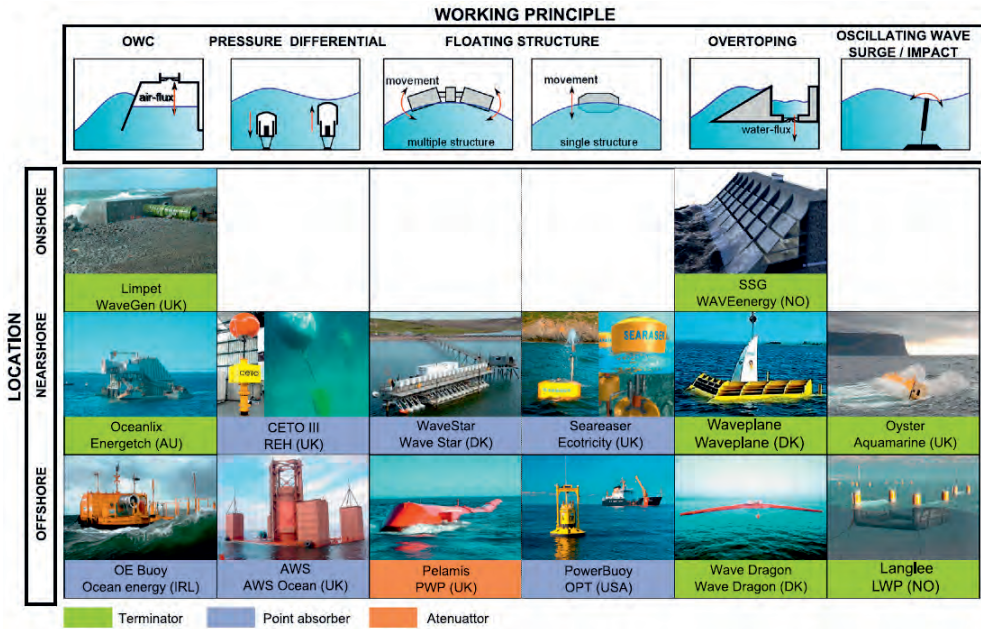 WORKING PRINCIPLE
OWC
PRESSURE DIFFERENTIAL
FLOATING STRUCTURE
OVERTOPING
OSCILLATING WAVE
SURGE / IMPACT
air-flux
movement
multiple structure
movement
single structure
water-flux
LOCATION
ONSHORE
Limpet
WaveGen (UK)
SSG
WAVEenergy (NO)
NEARSHORE
CETO
SEARASER
Oceanlix
Energetch (AU)
CETO III
REH (UK)
WaveStar
Wave Star (DK)
Seareaser
Ecotricity (UK)
Waveplane
Waveplane (DK)
Oyster
Aquamarine (UK)
OFFSHORE
OE Buoy
Ocean energy (IRL)
AWS
AWS Ocean (UK)
Pelamis
PWP (UK)
PowerBuoy
OPT (USA)
Wave Dragon
Wave Dragon (DK)
Langlee
LWP (NO)
Terminator
Point absorber
Atenuattor